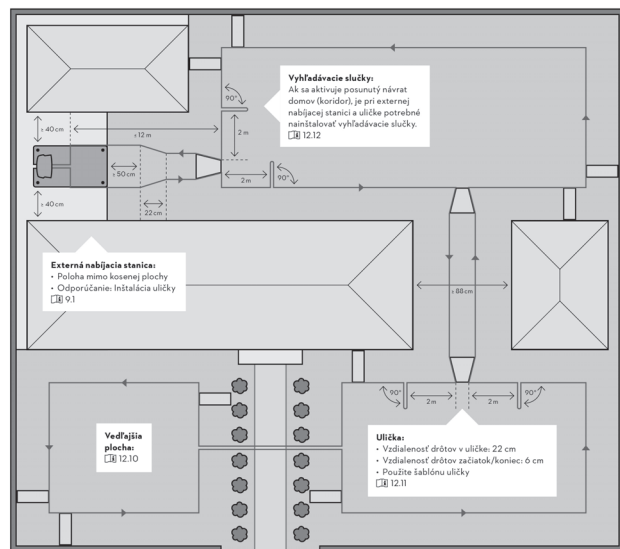 Vyhľadávacie slučky:
Ak sa aktivuje posunutý návrat
domov (koridor), je pri externej
nabíjacej stanici a uličke potrebné
nainštalovať vyhľadávacie slučky.
12.12
90°
2 m
± 40 cm
± 12 m
± 50 cm
22 cm
± 40 cm
2 m
90°
Externá nabíjacia stanica:
• Poloha mimo kosenej plochy
• Odporúčanie: Inštalácia uličky
9.1
± 88 cm
90°
2 m
2 m
90°
Vedľajšia
plocha:
12.10
Ulička:
• Vzdialenosť drôtov v uličke: 22 cm
• Vzdialenosť drôtov začiatok/koniec: 6 cm
• Použite šablónu uličky
12.11